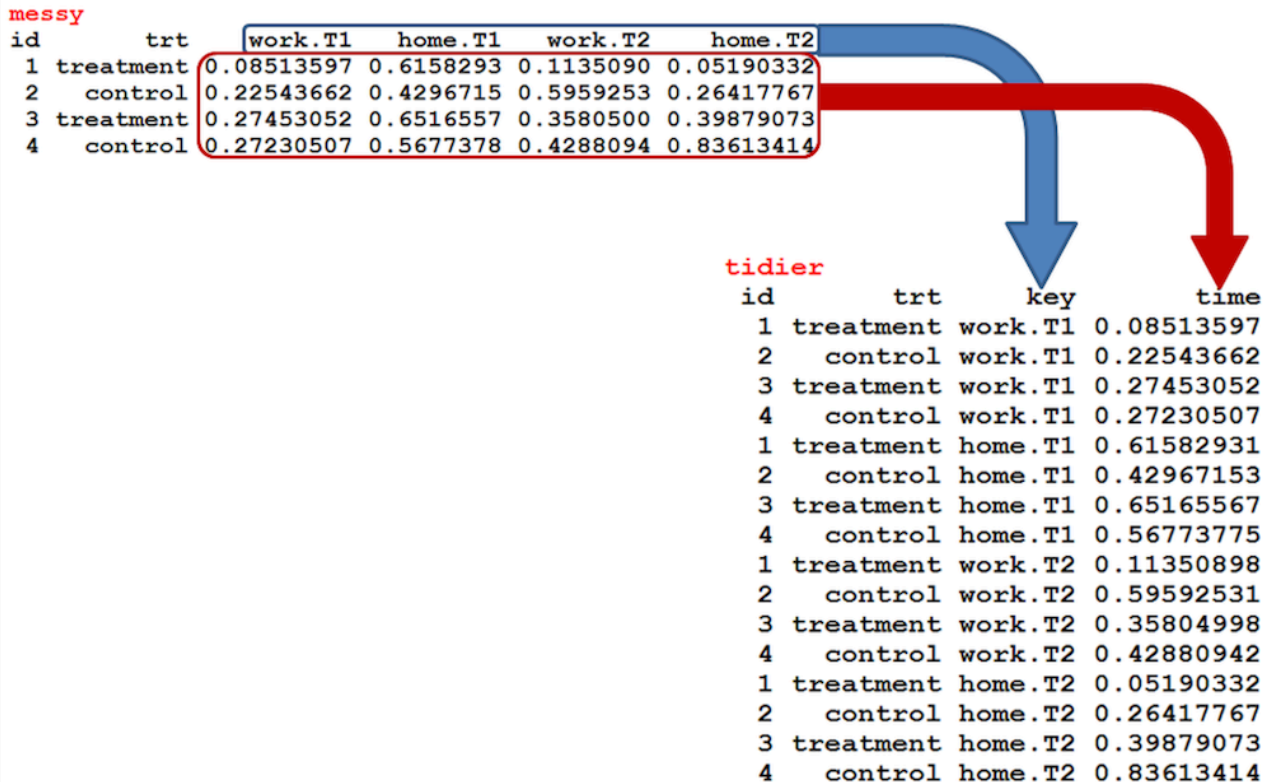 messy
id trt work.T1 home.T1 work.T2 home.T2
1 treatment 0.08513597 0.6158293 0.1135090 0.05190332
2 control 0.22543662 0.4296715 0.5959253 0.26417767
3 treatment 0.27453052 0.6516557 0.3580500 0.39879073
4 control 0.27230507 0.5677378 0.4288094 0.83613414
tidier
id trt key time
1 treatment work.T1 0.08513597
2 control work.T1 0.22543662
3 treatment work.T1 0.27453052
4 control work.T1 0.27230507
1 treatment home.T1 0.61582931
2 control home.T1 0.42967153
3 treatment home.T1 0.65165567
4 control home.T1 0.56773775
1 treatment work.T2 0.11350898
2 control work.T2 0.59592531
3 treatment work.T2 0.35804998
4 control work.T2 0.42880942
1 treatment home.T2 0.05190332
2 control home.T2 0.26417767
3 treatment home.T2 0.39879073
4 control home.T2 0.83613414